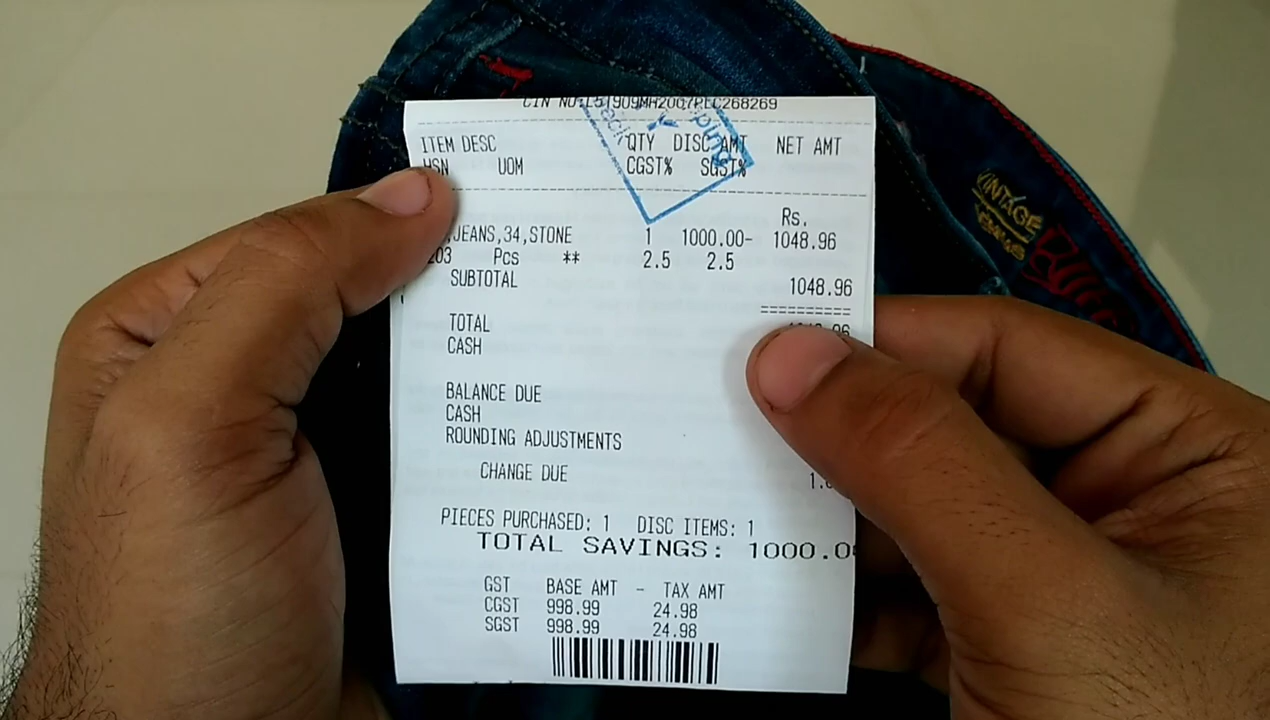 CIN NO:L51909MH2007PLC268269
ITEM DESC QTY DISC AMT NET AMT
HSN UOM CGST% SGST%
Rs.
,JEANS,34,STONE 1 1000.00- 1048.96
203 Pcs ** 2.5 2.5
SUBTOTAL 1048.96
==========
TOTAL
CASH
BALANCE DUE
CASH
ROUNDING ADJUSTMENTS
CHANGE DUE
PIECES PURCHASED: 1 DISC ITEMS: 1
TOTAL SAVINGS: 1000.0
GST BASE AMT - TAX AMT
CGST 998.99 24.98
SGST 998.99 24.98
VINTAGE